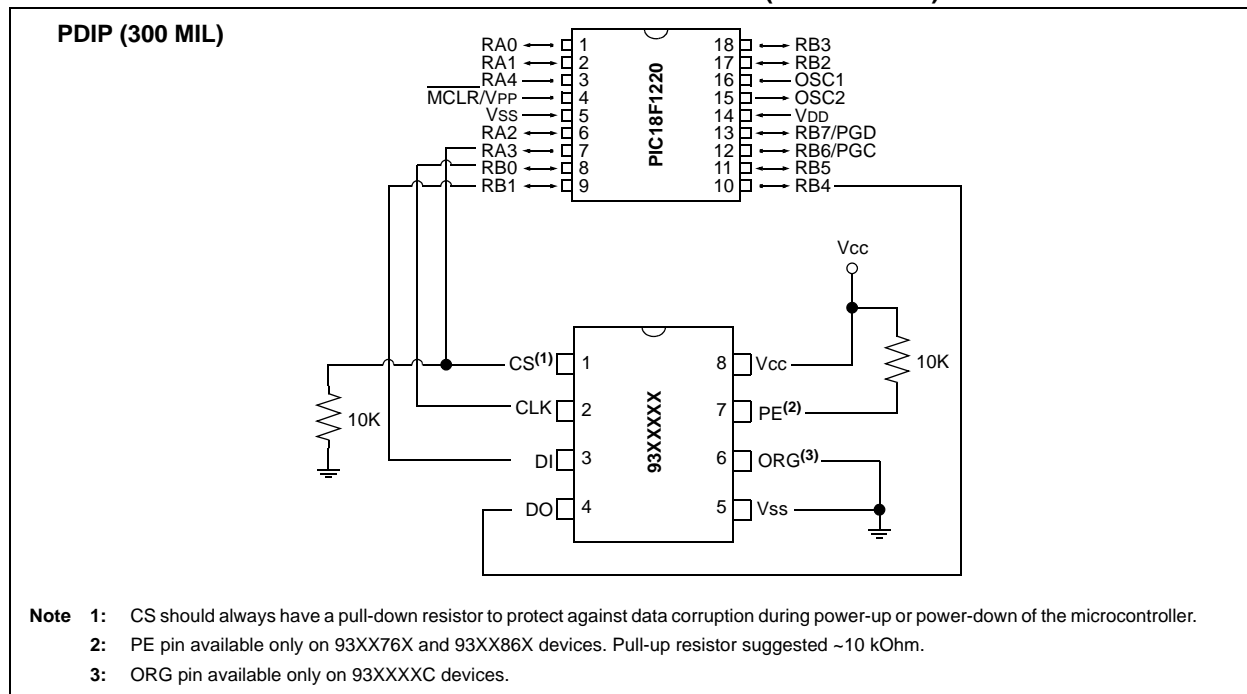 PDIP (300 MIL)
RA0
RA1
RA4
MCLR/VPP
VSS
RA2
RA3
RB0
RB1
1
2
3
4
5
6
7
8
9
PIC18F1220
18
17
16
15
14
13
12
11
10
RB3
RB2
OSC1
OSC2
VDD
RB7/PGD
RB6/PGC
RB5
RB4
Vcc
10K
10K
CS(1)
CLK
DI
DO
1
2
3
4
93XXXXX
8
7
6
5
Vcc
PE(2)
ORG(3)
Vss
Note 1: CS should always have a pull-down resistor to protect against data corruption during power-up or power-down of the microcontroller.
2: PE pin available only on 93XX76X and 93XX86X devices. Pull-up resistor suggested ~10 kOhm.
3: ORG pin available only on 93XXXXC devices.